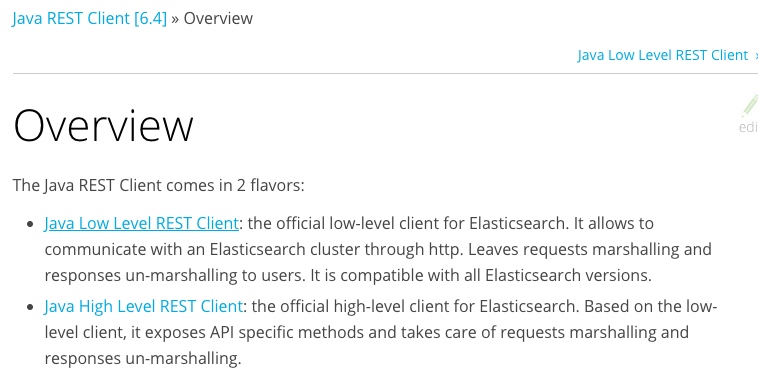 Java REST Client [6.4] » Overview
Java Low Level REST Client ›
Overview
edi
The Java REST Client comes in 2 flavors:
• Java Low Level REST Client: the official low-level client for Elasticsearch. It allows to
communicate with an Elasticsearch cluster through http. Leaves requests marshalling and
responses un-marshalling to users. It is compatible with all Elasticsearch versions.
• Java High Level REST Client: the official high-level client for Elasticsearch. Based on the low-
level client, it exposes API specific methods and takes care of requests marshalling and
responses un-marshalling.